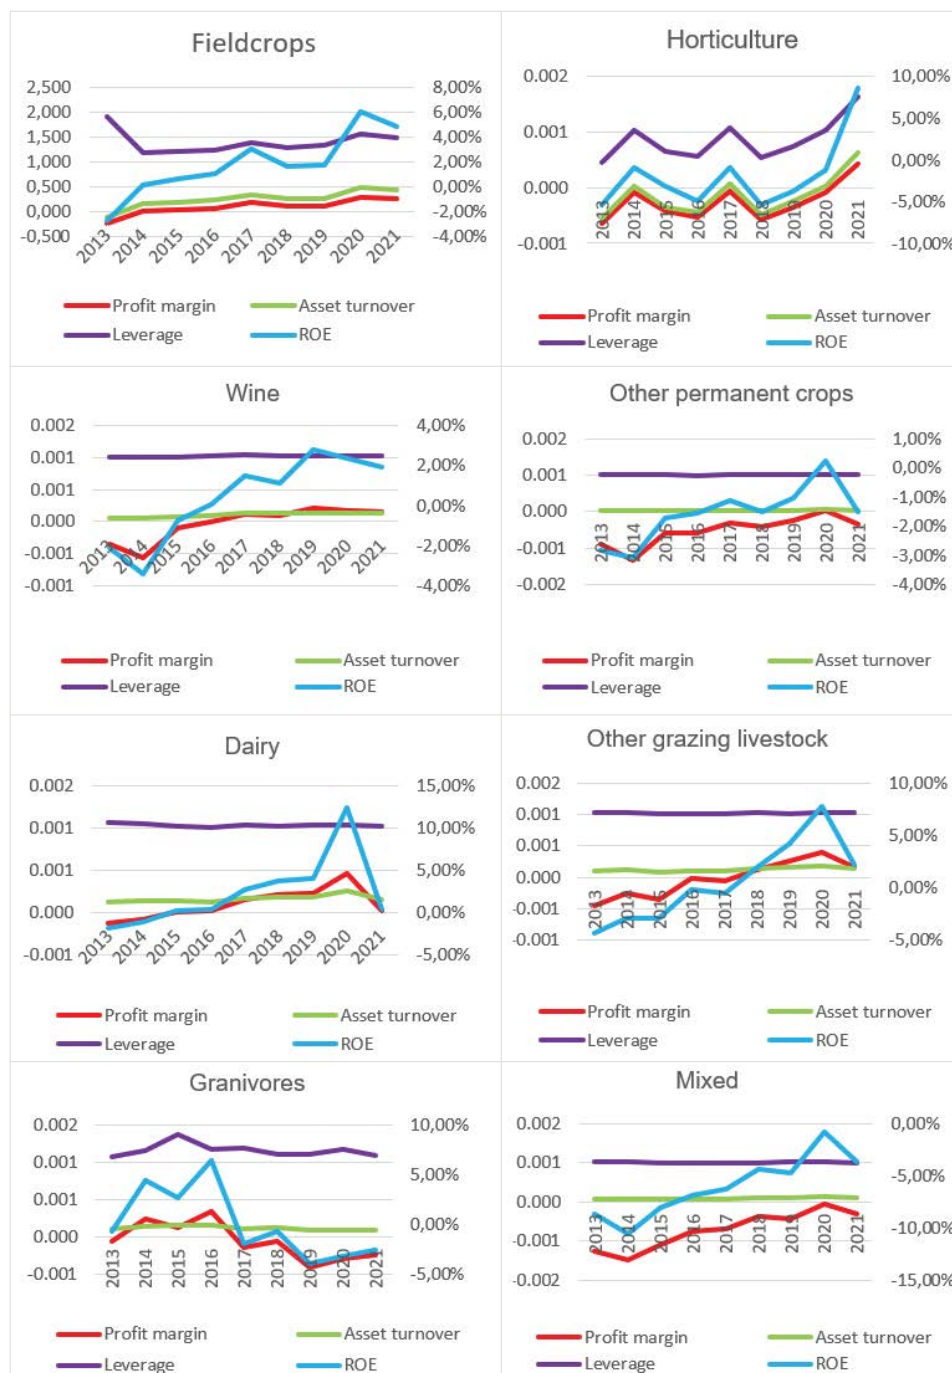 Fieldcrops
2,500 8,00%
2,000 6,00%
1,500 4,00%
1,000 2,00%
0,500 0,00%
0,000 -2,00%
-0,500 -4,00%
2013 2014 2015 2016 2017 2018 2019 2020 2021
Profit margin Asset turnover
Leverage ROE
Horticulture
0.002 10,00%
5,00%
0.001 0,00%
0.000 -5,00%
-0.001 -10,00%
2013 2014 2015 2016 2017 2018 2019 2020 2021
Profit margin Asset turnover
Leverage ROE
Wine
0.002 4,00%
0.001 2,00%
0.001
0.000 -0,00%
-0.001 -2,00%
-0.001 -4,00%
2013 2014 2015 2016 2017 2018 2019 2020 2021
Profit margin Asset turnover
Leverage ROE
Other permanent crops
0.002 1,00%
-0,00%
0.001 -1,00%
0.000 -2,00%
-0.001 -3,00%
-0.002 -4,00%
2013 2014 2015 2016 2017 2018 2019 2020 2021
Profit margin Asset turnover
Leverage ROE
Dairy
0.002 15,00%
0.001 10,00%
0.001 5,00%
0.000 0,00%
-0.001 -5,00%
2013 2014 2015 2016 2017 2018 2019 2020 2021
Profit margin Asset turnover
Leverage ROE
Other grazing livestock
0.002 10,00%
0.001
0.001 5,00%
0.000 0,00%
-0.001
-0.001 -5,00%
2013 2014 2015 2016 2017 2018 2019 2020 2021
Profit margin Asset turnover
Leverage ROE
Granivores
0.002 10,00%
0.001 5,00%
0.001
0.000 -0,00%
-0.001 -5,00%
2013 2014 2015 2016 2017 2018 2019 2020 2021
Profit margin Asset turnover
Leverage ROE
Mixed
0.002 0,00%
0.001 -5,00%
0.000
-0.001 -10,00%
-0.002 -15,00%
2013 2014 2015 2016 2017 2018 2019 2020 2021
Profit margin Asset turnover
Leverage ROE